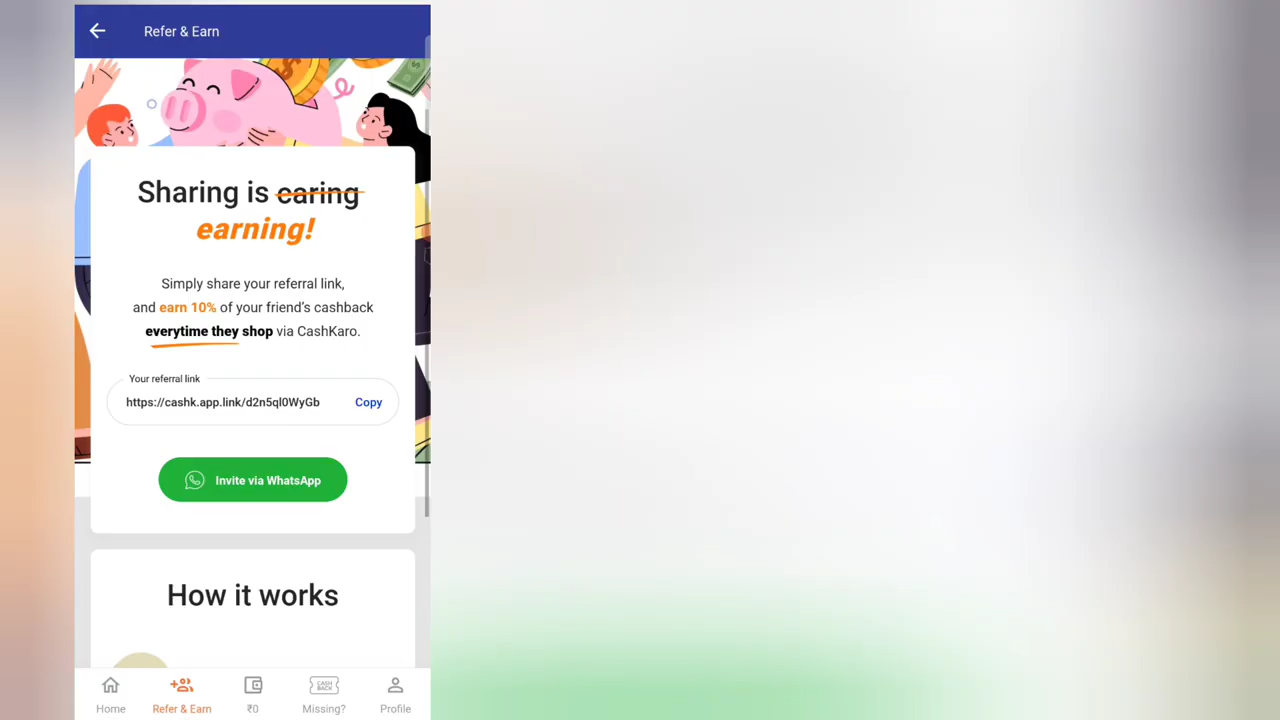 Refer & Earn
Sharing is caring
earning!
Simply share your referral link,
and earn 10% of your friend's cashback
everytime they shop via CashKaro.
Your referral link
https://cashk.app.link/d2n5ql0WyGb
Copy
Invite via WhatsApp
How it works
CASH
BACK
Home
Refer & Earn
₹0
Missing?
Profile